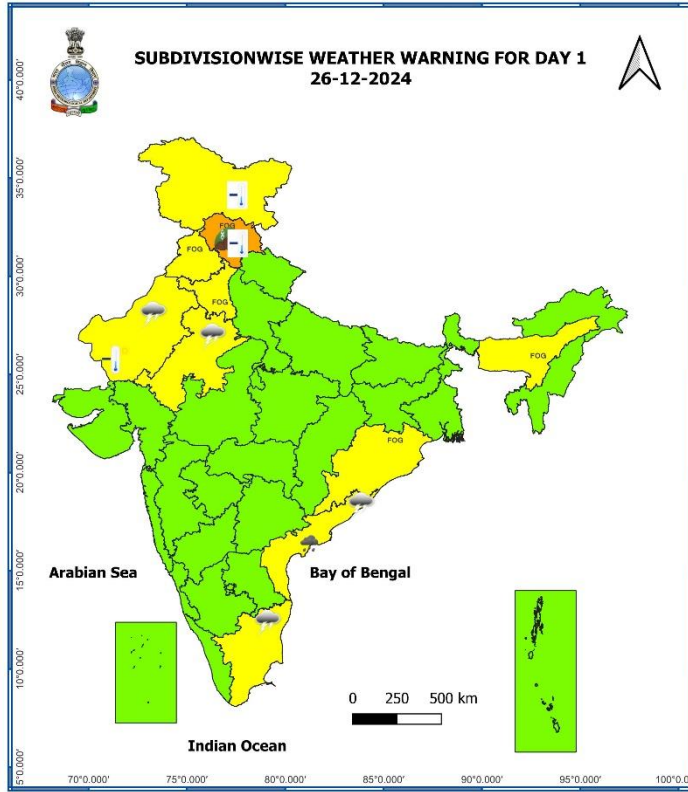 SUBDIVISIONWISE WEATHER WARNING FOR DAY 1
26-12-2024
40°0.000'
35°0.000'
30°0.000'
25°0.000'
20°0.000'
15°0.000'
10°0.000'
5°0.000'
FOG
FOG
FOG
FOG
FOG
Arabian Sea
Bay of Bengal
0 250 500 km
Indian Ocean
70°0.000' 75°0.000' 80°0.000' 85°0.000' 90°0.000' 95°0.000' 100°0.000'